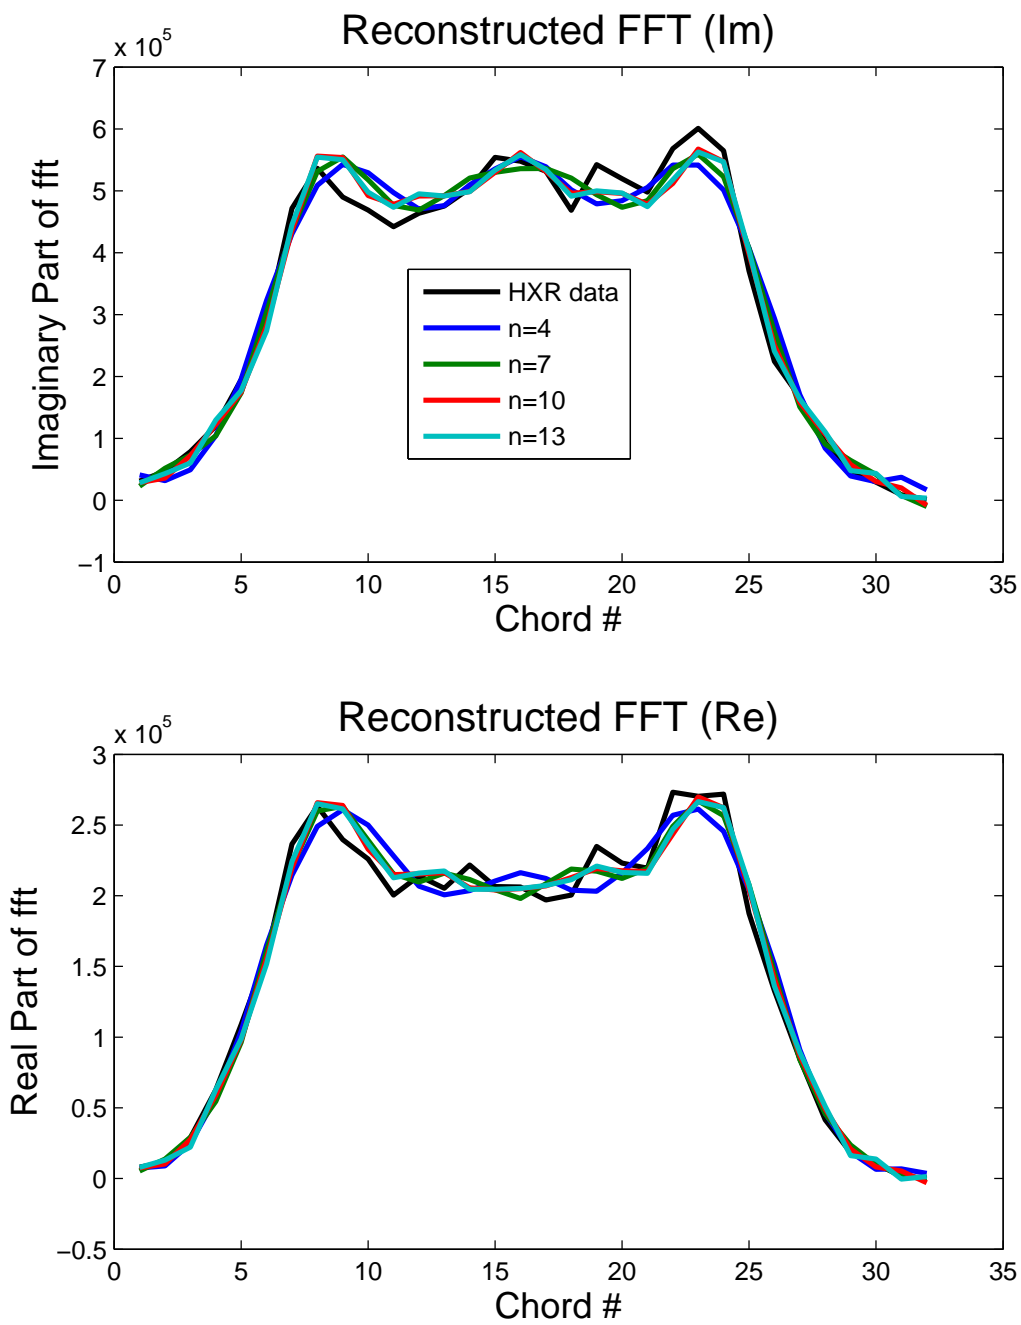 Reconstructed FFT (Im)
x 10^5
7
6
5
4
3
2
1
0
−1
Imaginary Part of fft
HXR data
n=4
n=7
n=10
n=13
0 5 10 15 20 25 30 35
Chord #
Reconstructed FFT (Re)
x 10^5
3
2.5
2
1.5
1
0.5
0
−0.5
Real Part of fft
0 5 10 15 20 25 30 35
Chord #